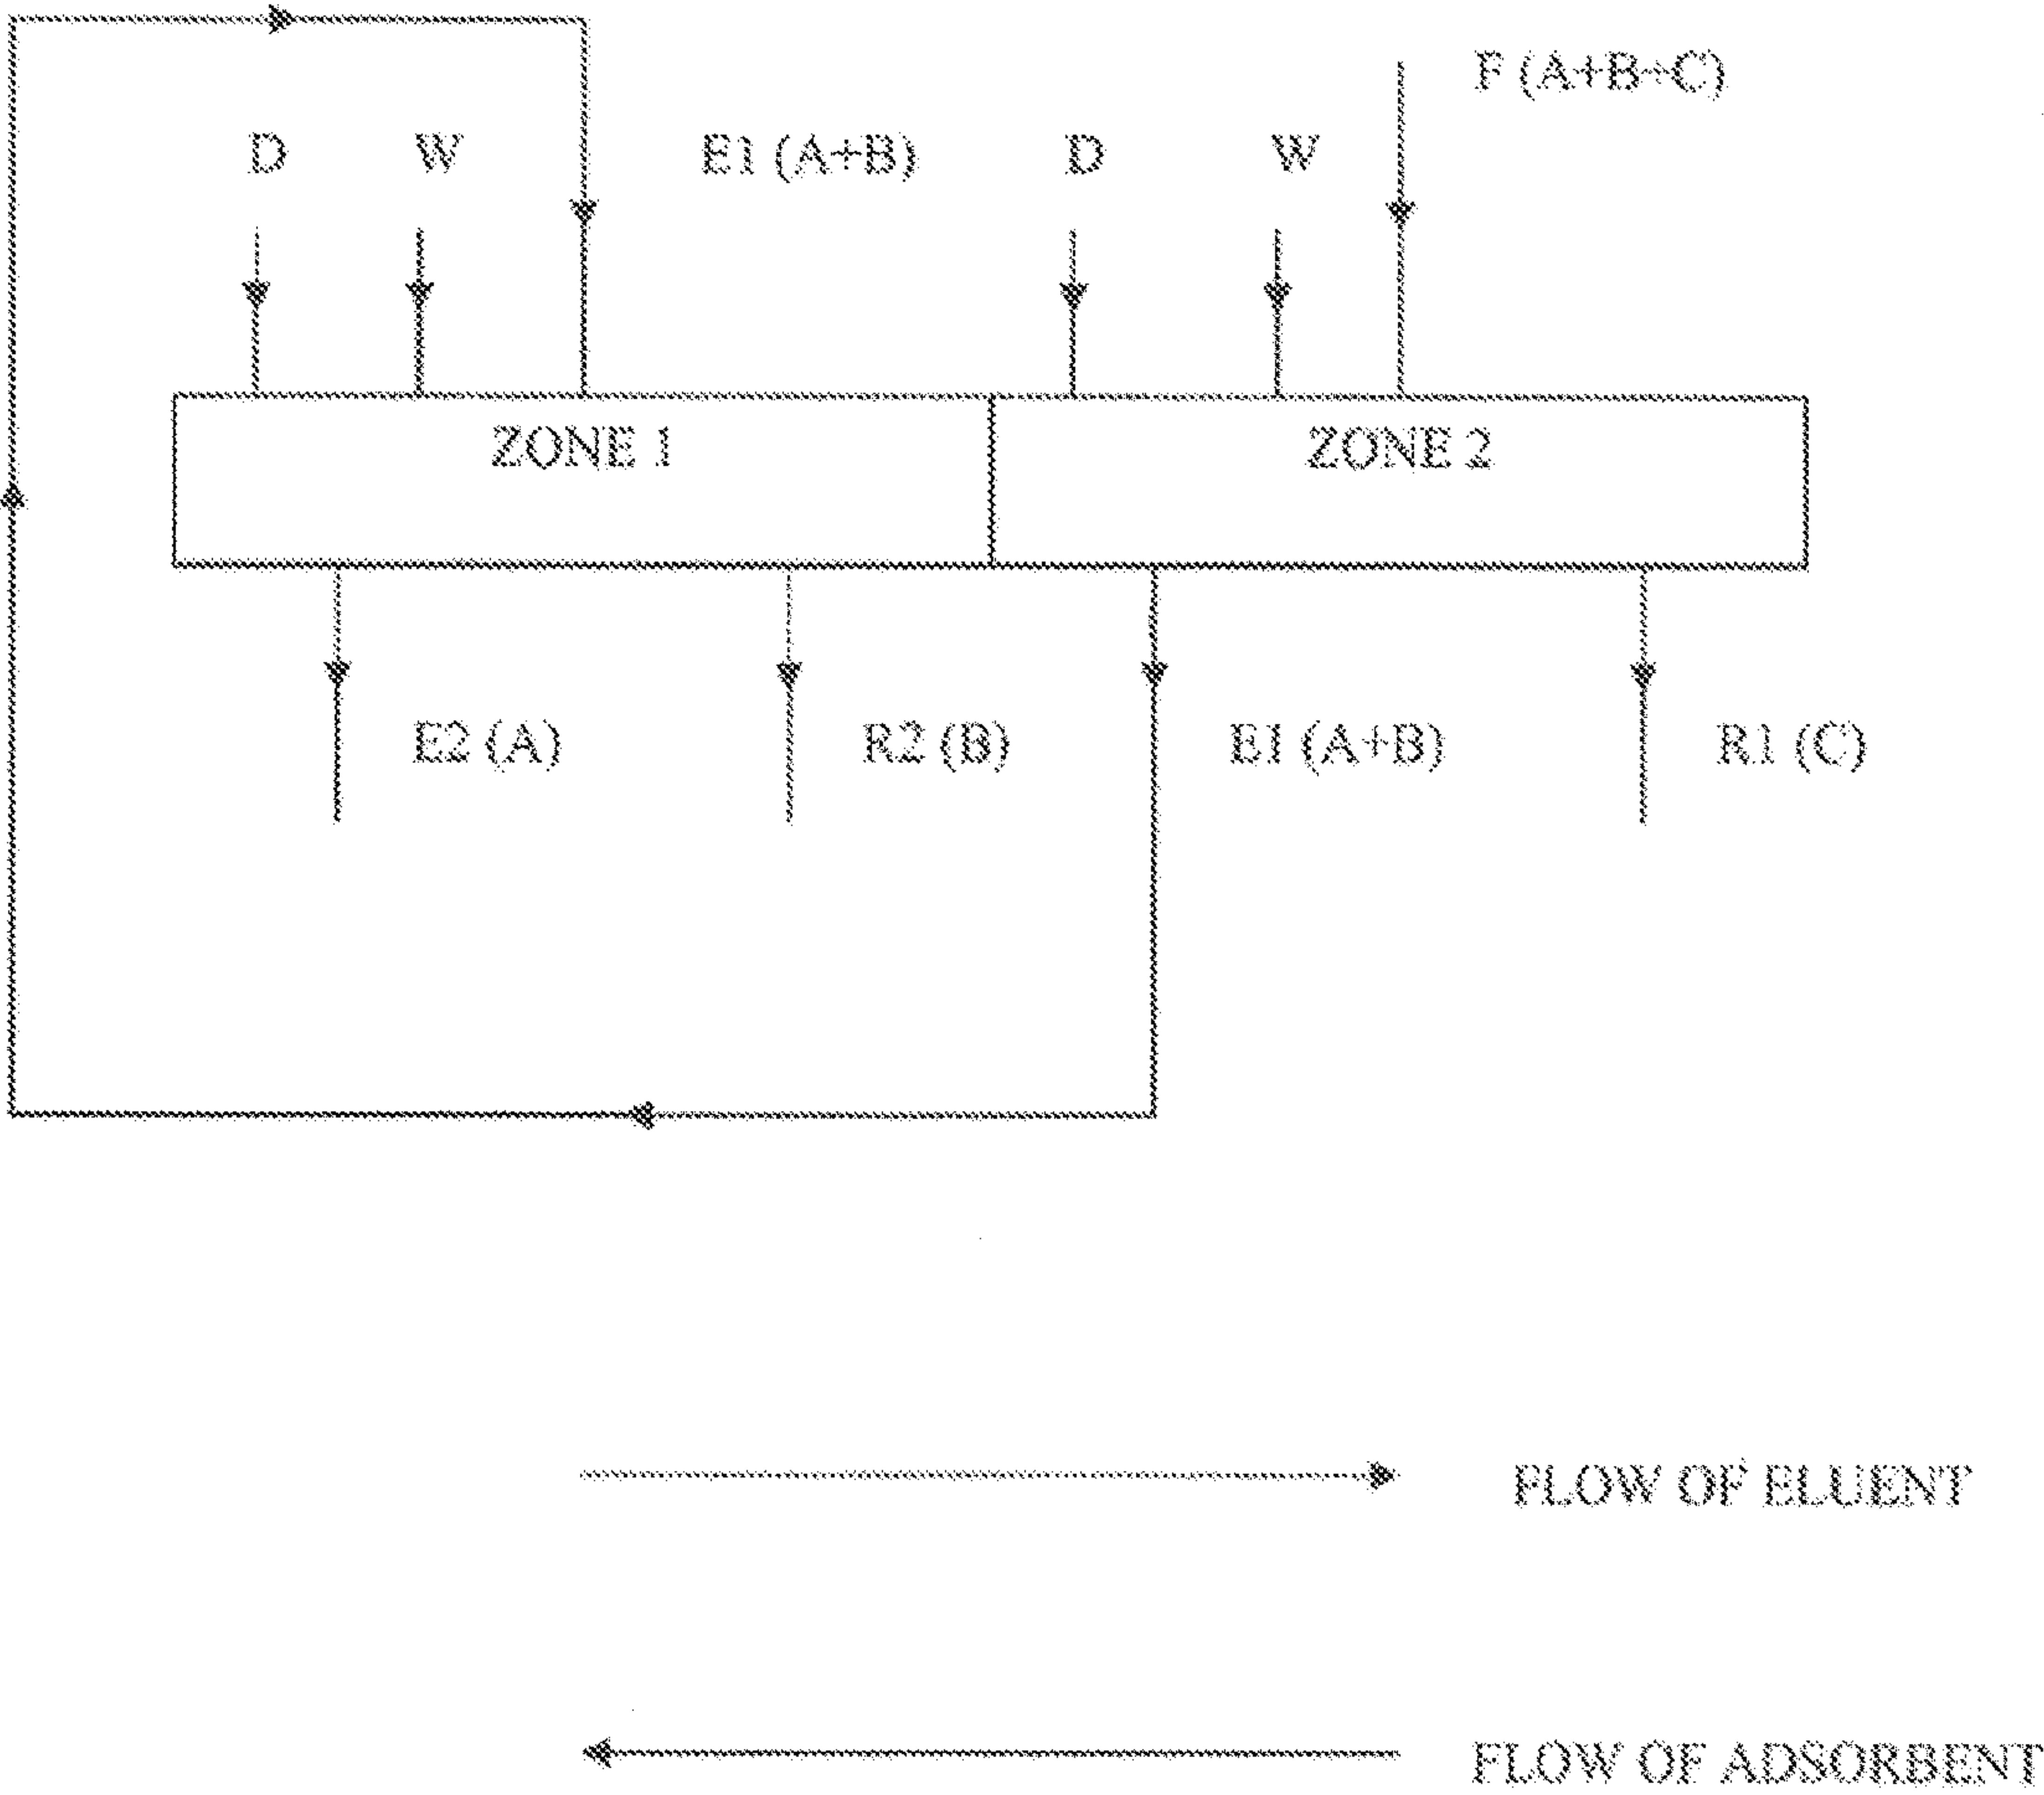 F (A+B+C)
D
W
E1 (A+B)
D
W
ZONE 1
ZONE 2
E2 (A)
R2 (B)
E1 (A+B)
R1 (C)
FLOW OF ELUENT
FLOW OF ADSORBENT